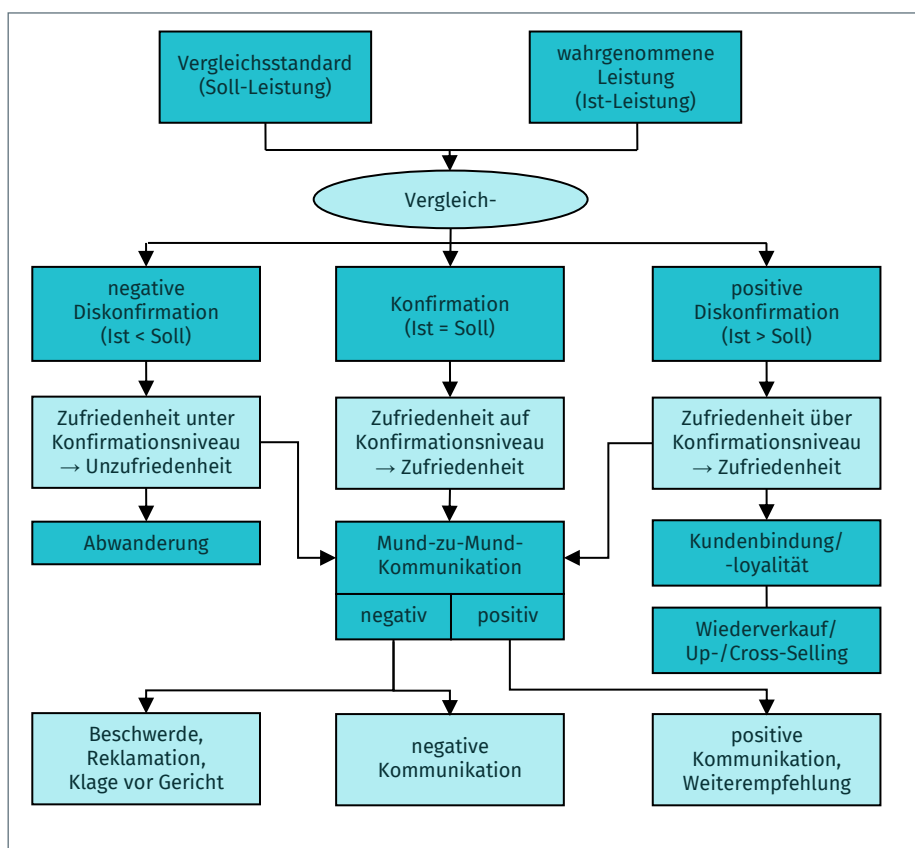 Vergleichsstandard
(Soll-Leistung)
wahrgenommene
Leistung
(Ist-Leistung)
Vergleich-
negative
Diskonfirmation
(Ist < Soll)
Konfirmation
(Ist = Soll)
positive
Diskonfirmation
(Ist > Soll)
Zufriedenheit unter
Konfirmationsniveau
→ Unzufriedenheit
Zufriedenheit auf
Konfirmationsniveau
→ Zufriedenheit
Zufriedenheit über
Konfirmationsniveau
→ Zufriedenheit
Abwanderung
Mund-zu-Mund-
Kommunikation
negativ
positiv
Kundenbindung/
-loyalität
Wiederverkauf/
Up-/Cross-Selling
Beschwerde,
Reklamation,
Klage vor Gericht
negative
Kommunikation
positive
Kommunikation,
Weiterempfehlung